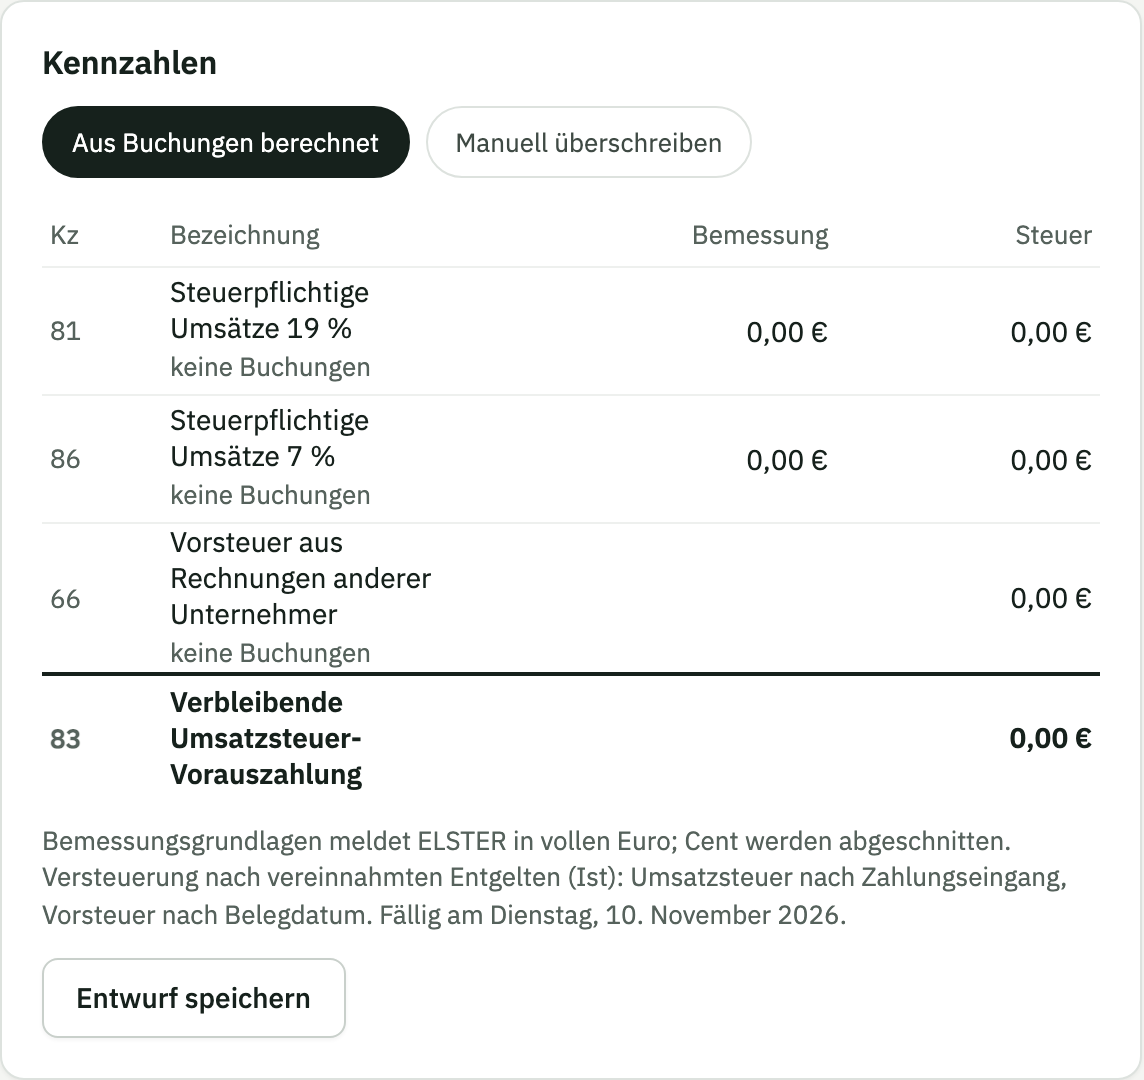 Kennzahlen
Aus Buchungen berechnet Manuell überschreiben
Kz Bezeichnung Bemessung Steuer
Steuerpflichtige
81 Umsätze 19 % 0,00 € 0,00 €
keine Buchungen
Steuerpflichtige
86 Umsätze 7 % 0,00 € 0,00 €
keine Buchungen
Vorsteuer aus
Rechnungen anderer
66 Unternehmer 0,00 €
keine Buchungen
Verbleibende
83 Umsatzsteuer- 0,00 €
Vorauszahlung
Bemessungsgrundlagen meldet ELSTER in vollen Euro; Cent werden abgeschnitten.
Versteuerung nach vereinnahmten Entgelten (Ist): Umsatzsteuer nach Zahlungseingang,
Vorsteuer nach Belegdatum. Fällig am Dienstag, 10. November 2026.
Entwurf speichern